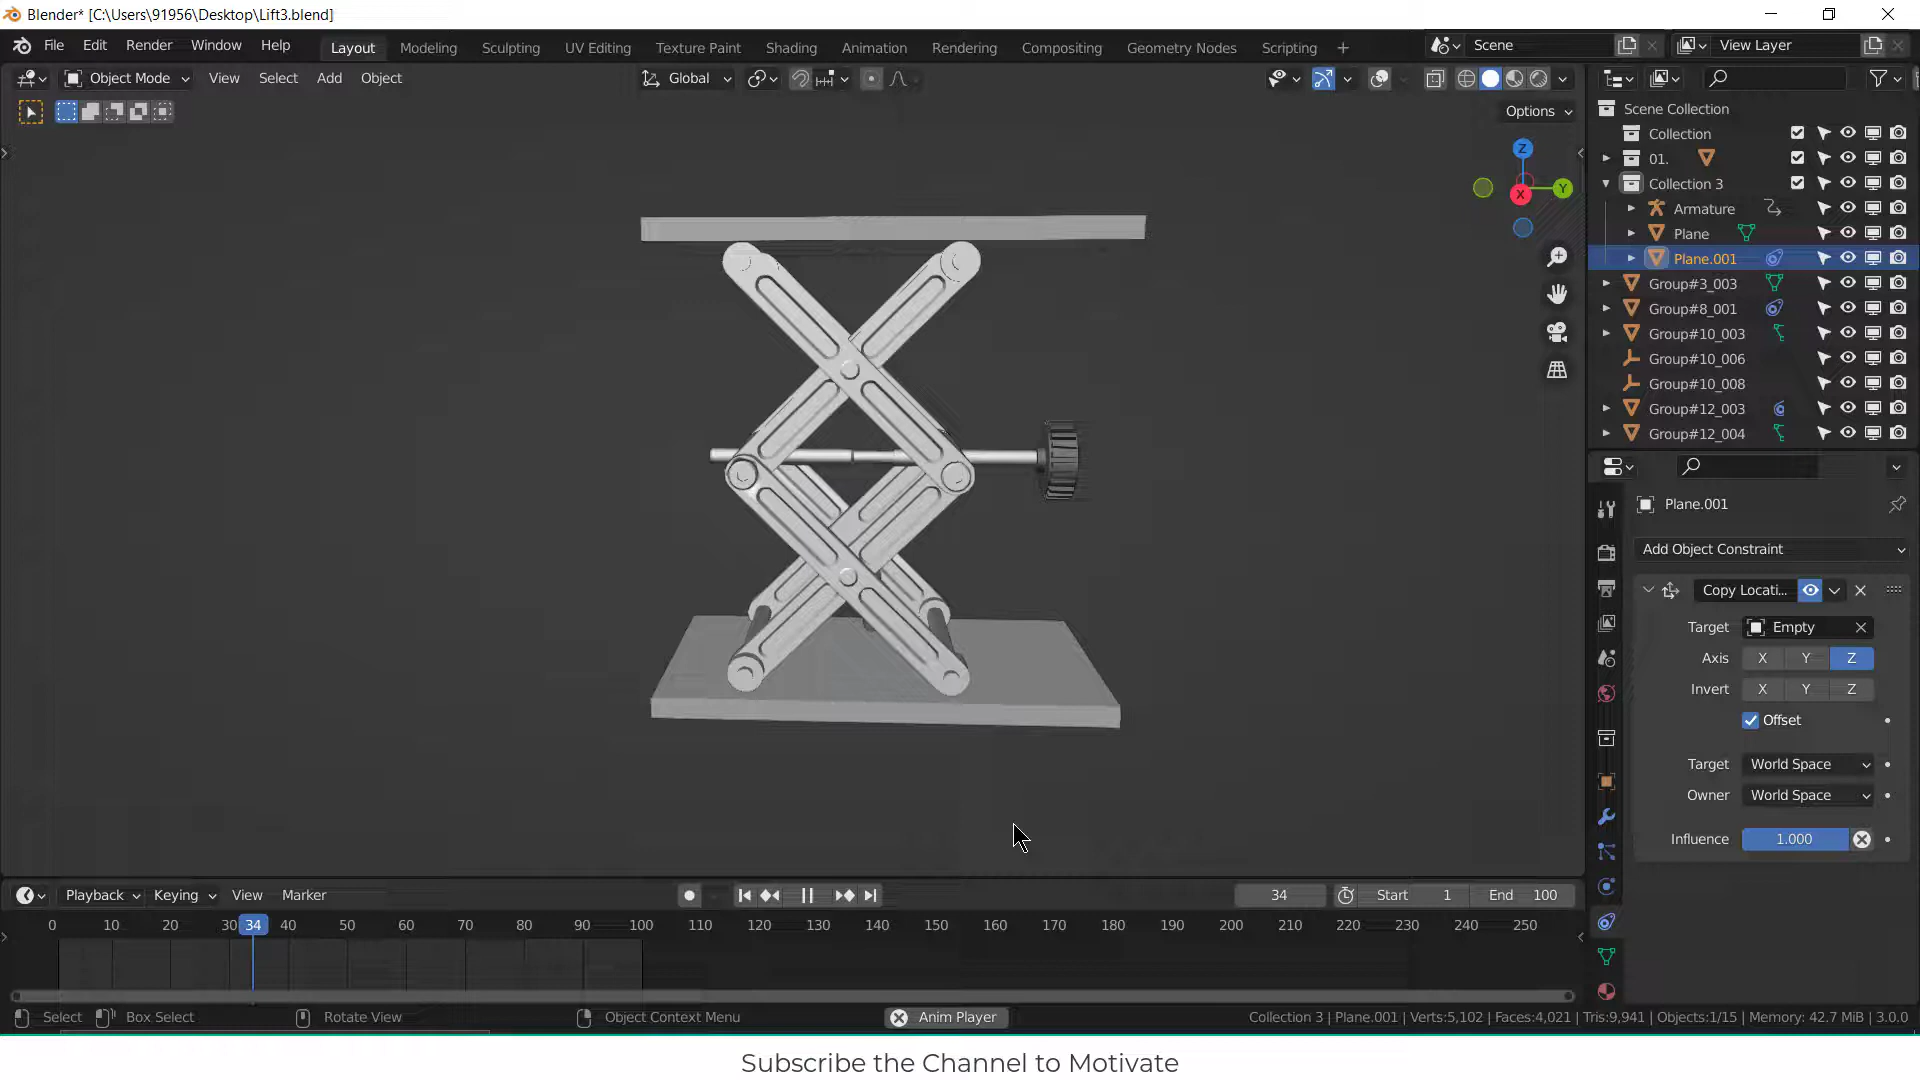 Blender* [C:\Users\91956\Desktop\Lift3.blend]
File Edit Render Window Help Layout Modeling Sculpting UV Editing Texture Paint Shading Animation Rendering Compositing Geometry Nodes Scripting + Scene View Layer
Object Mode View Select Add Object Global
Options
Z
Y
X
Scene Collection
Collection
01.
Collection 3
Armature
Plane
Plane.001
Group#3_003
Group#8_001
Group#10_003
Group#10_006
Group#10_008
Group#12_003
Group#12_004
Plane.001
Add Object Constraint
Copy Locati...
Target Empty
Axis X Y Z
Invert X Y Z
Offset
Target World Space
Owner World Space
Influence 1.000
Playback Keying View Marker 34 Start 1 End 100
0 10 20 30 34 40 50 60 70 80 90 100 110 120 130 140 150 160 170 180 190 200 210 220 230 240 250
Select Box Select Rotate View Object Context Menu Anim Player Collection 3 | Plane.001 | Verts:5,102 | Faces:4,021 | Tris:9,941 | Objects:1/15 | Memory: 42.7 MiB | 3.0.0
Subscribe the Channel to Motivate